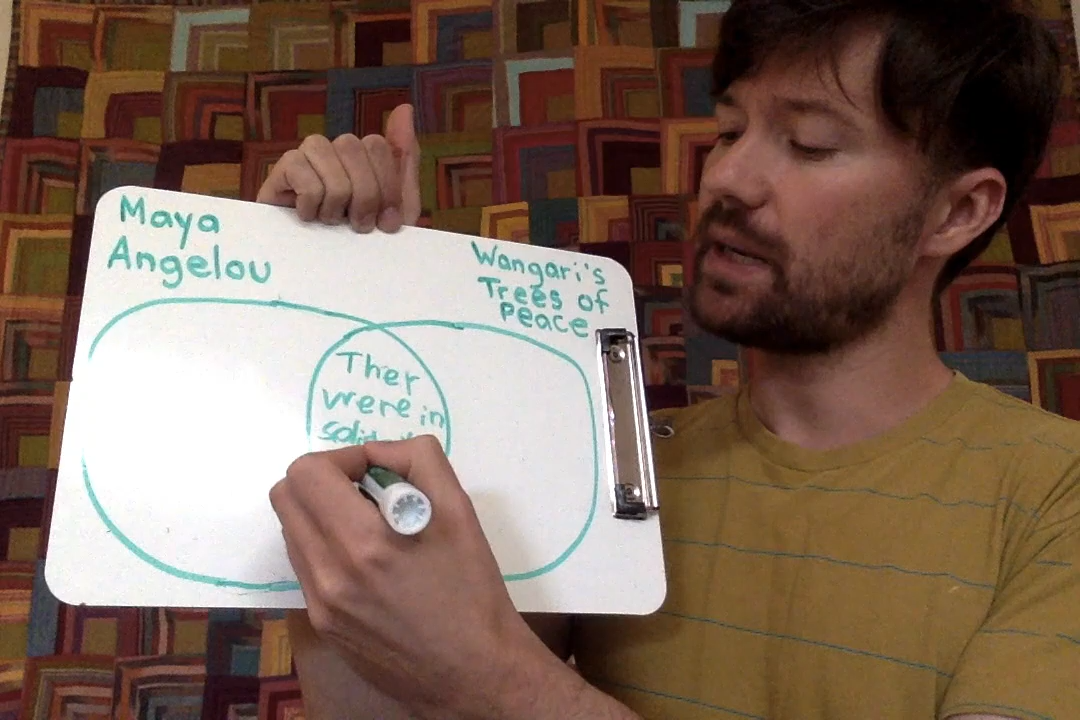 Maya
Angelou
Wangari's
Trees of
Peace
Ther
were in